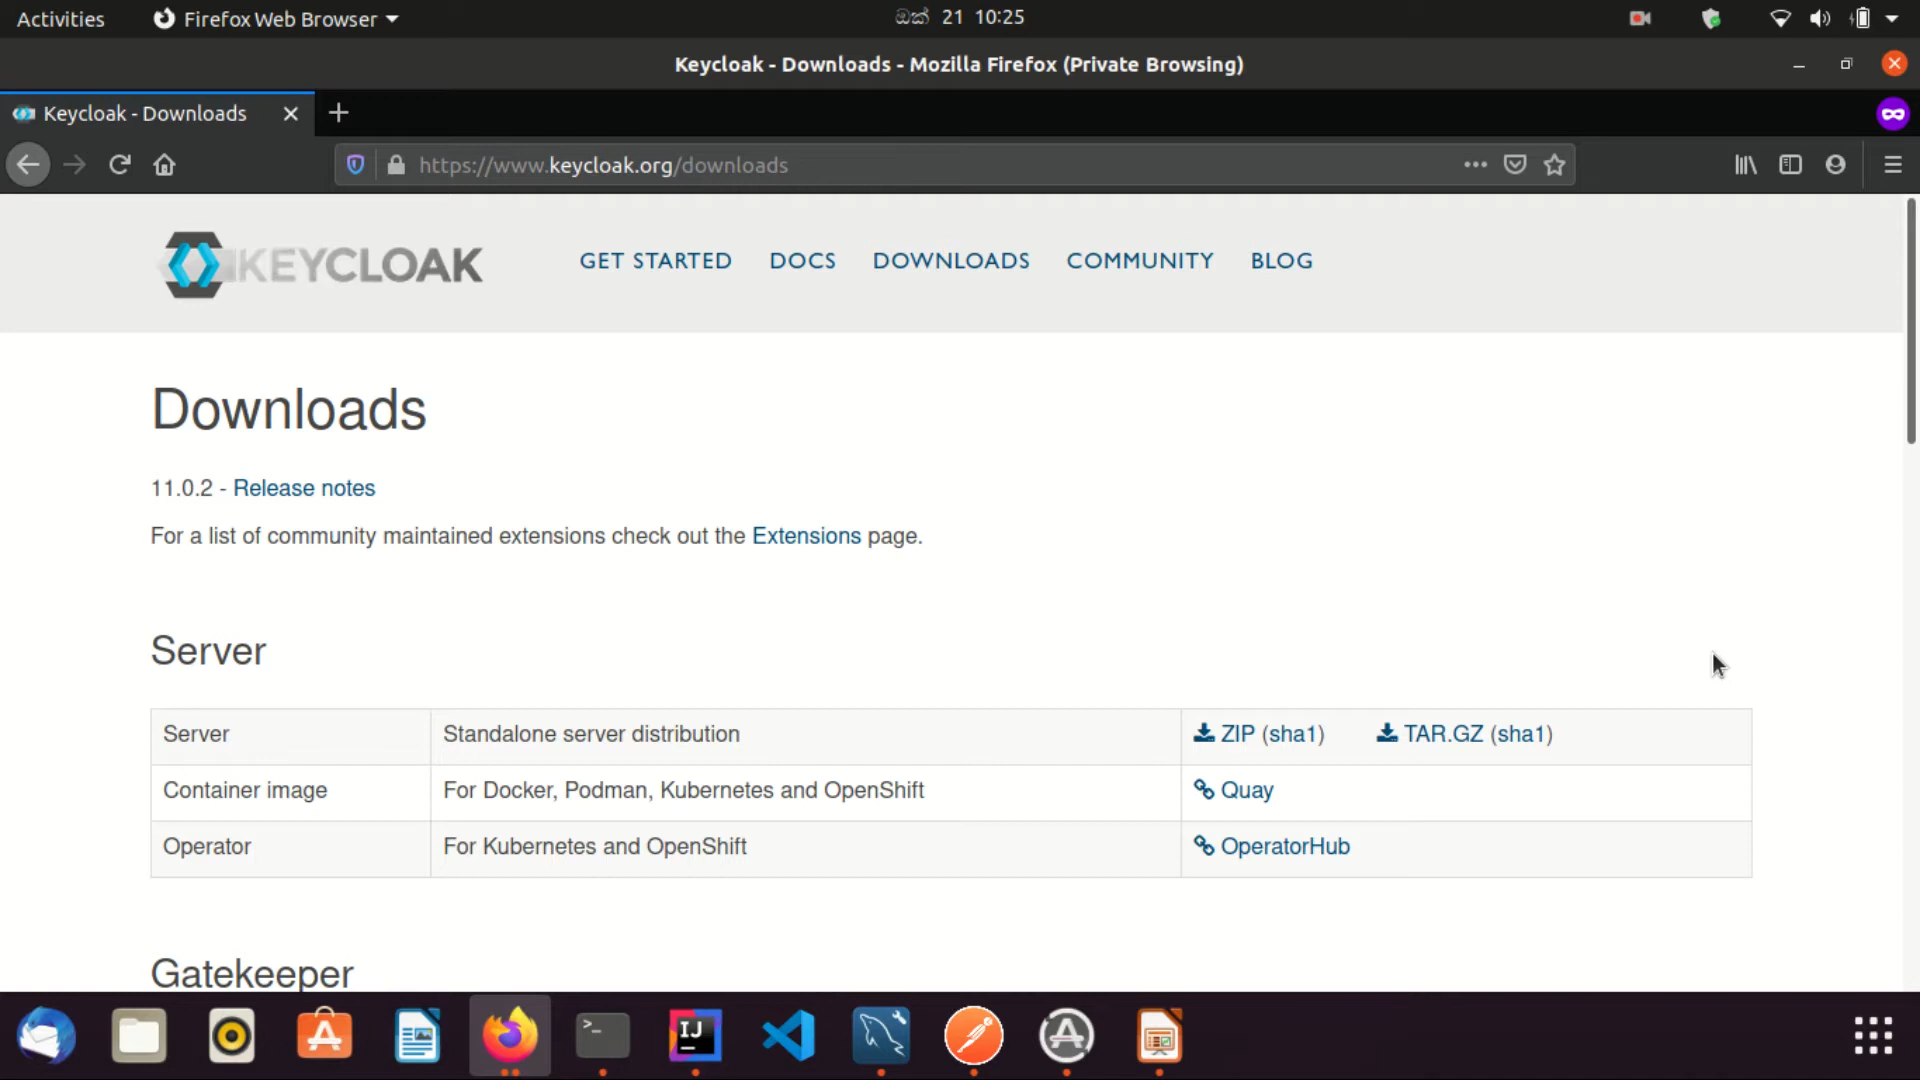 Activities
Firefox Web Browser
ඔක් 21 10:25
Keycloak - Downloads - Mozilla Firefox (Private Browsing)
Keycloak - Downloads
https://www.keycloak.org/downloads
KEYCLOAK
GET STARTED
DOCS
DOWNLOADS
COMMUNITY
BLOG
Downloads
11.0.2 - Release notes
For a list of community maintained extensions check out the Extensions page.
Server
Server
Standalone server distribution
ZIP (sha1)
TAR.GZ (sha1)
Container image
For Docker, Podman, Kubernetes and OpenShift
Quay
Operator
For Kubernetes and OpenShift
OperatorHub
Gatekeeper
>_
IJ